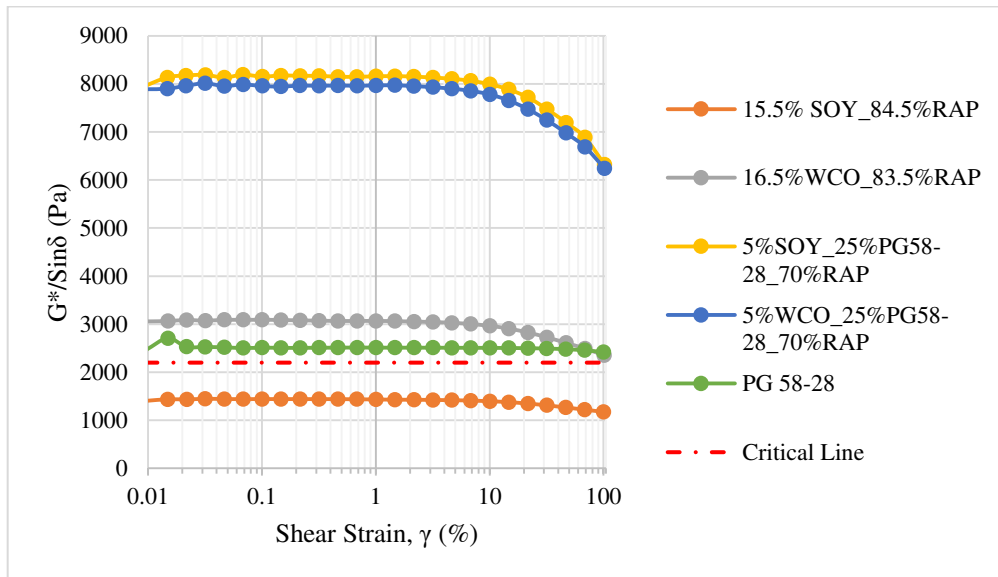 9000
8000
7000
6000
5000
4000
3000
2000
1000
0
G*/Sinδ (Pa)
0.01 0.1 1 10 100
Shear Strain, γ (%)
15.5% SOY_84.5%RAP
16.5%WCO_83.5%RAP
5%SOY_25%PG58-
28_70%RAP
5%WCO_25%PG58-
28_70%RAP
PG 58-28
Critical Line